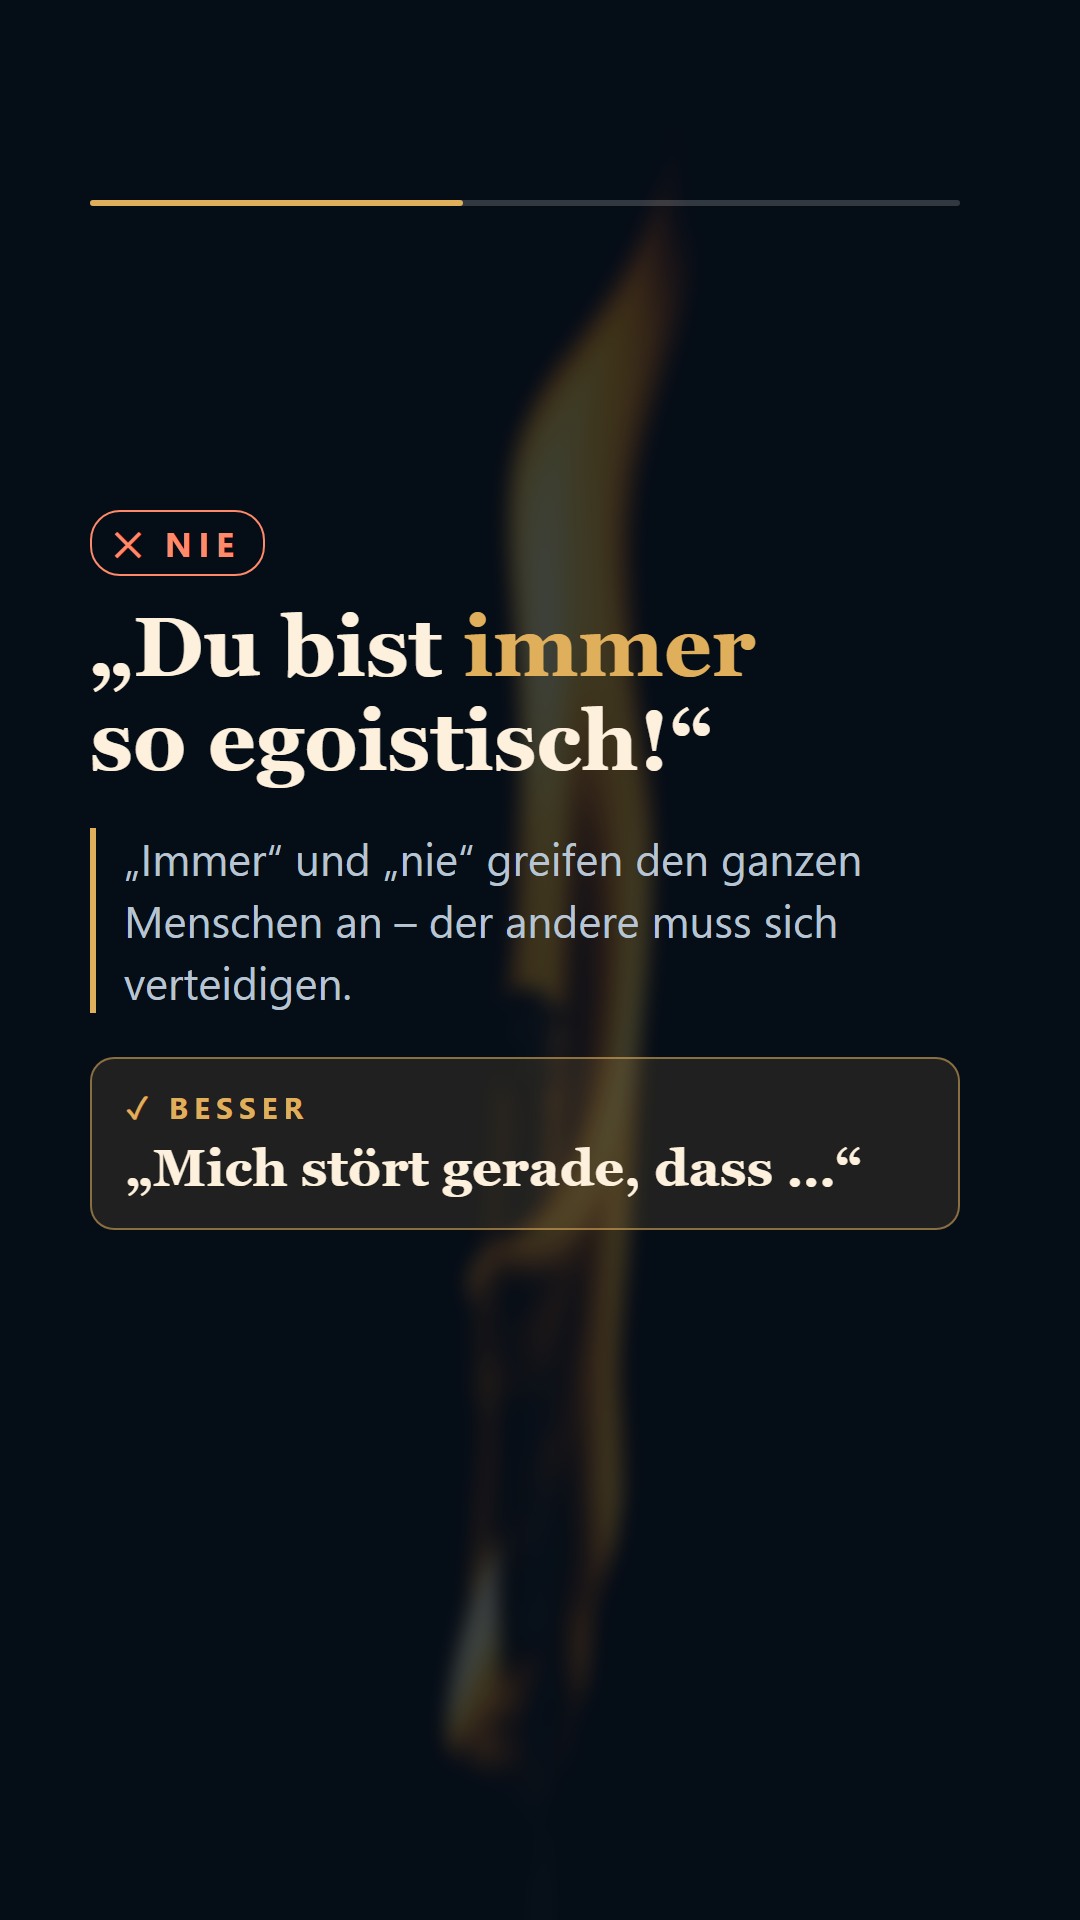 ✕ NIE
„Du bist immer
so egoistisch!“
„Immer“ und „nie“ greifen den ganzen
Menschen an – der andere muss sich
verteidigen.
✓ BESSER
„Mich stört gerade, dass …“